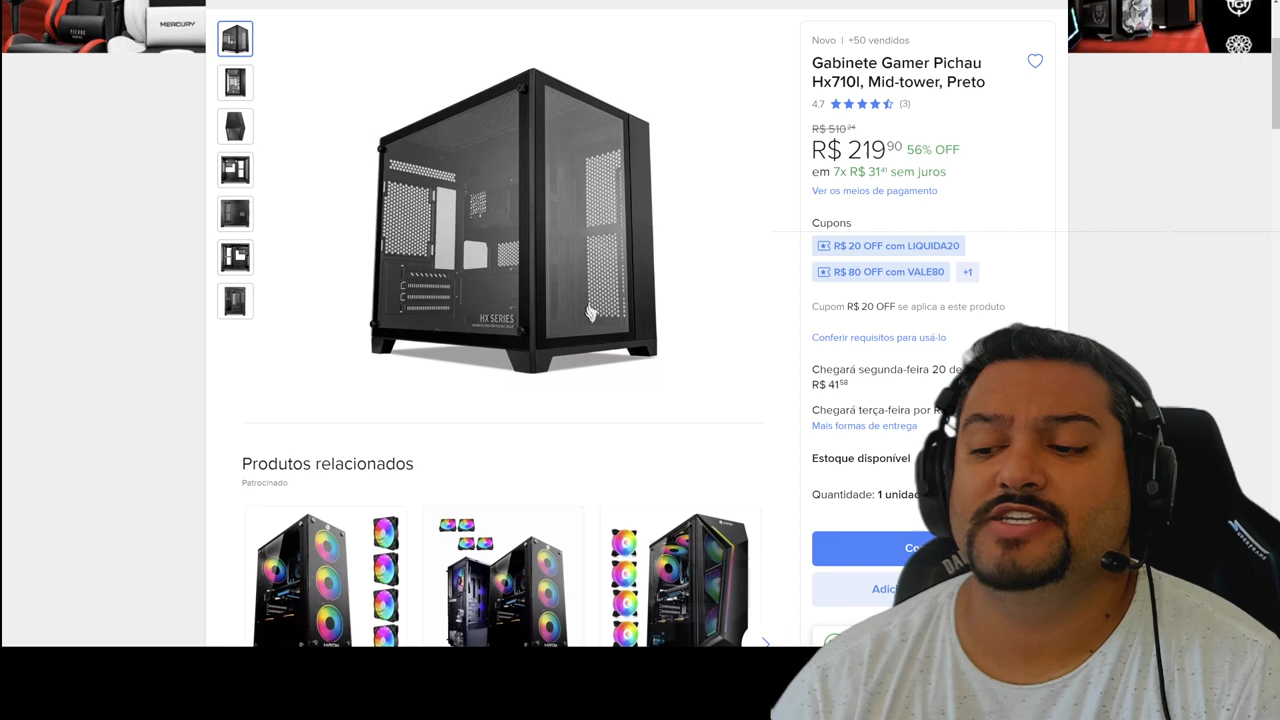 MERCURY
PICHAU
Novo | +50 vendidos
Gabinete Gamer Pichau
Hx710l, Mid-tower, Preto
4.7 (3)
R$ 510 24
R$ 219 90 56% OFF
em 7x R$ 31 41 sem juros
Ver os meios de pagamento
Cupons
R$ 20 OFF com LIQUIDA20
R$ 80 OFF com VALE80 +1
Cupom R$ 20 OFF se aplica a este produto
Conferir requisitos para usá-lo
Chegará segunda-feira 20 de
R$ 41 58
Chegará terça-feira por
Mais formas de entrega
Estoque disponível
Quantidade: 1
HX SERIES
Produtos relacionados
Patrocinado